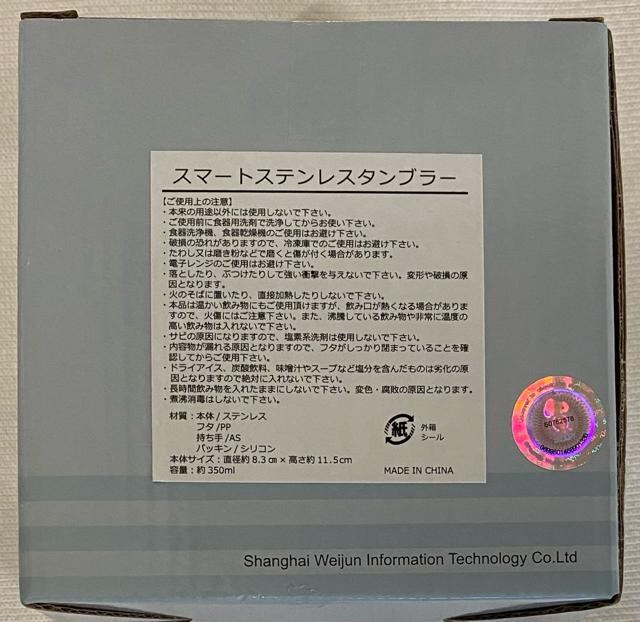 スマートステンレスタンブラー
【ご使用上の注意】
・本来の用途以外には使用しないで下さい。
・ご使用前に食器用洗剤で洗浄してからお使い下さい。
・食器洗浄機、食器乾燥機のご使用はお避け下さい。
・破損の恐れがありますので、冷凍庫でのご使用はお避け下さい。
・たわし又は磨き粉などで磨くと傷が付く場合があります。
・電子レンジのご使用はお避け下さい。
・落としたり、ぶつけたりして強い衝撃を与えないで下さい。変形や破損の原
因となります。
・火のそばに置いたり、直接加熱したりしないで下さい。
・本品は温かい飲み物にもご使用頂けますが、飲み口が熱くなる場合がありま
すので、火傷にはご注意下さい。また、沸騰している飲み物や非常に温度の
高い飲み物は入れないで下さい。
・サビの原因になりますので、塩素系洗剤は使用しないで下さい。
・内容物が漏れる原因となりますので、フタがしっかり閉まっていることを確
認してからご使用下さい。
・ドライアイス、炭酸飲料、味噌汁やスープなど塩分を含んだものは劣化の原
因となりますので絶対に入れないで下さい。
・長時間飲み物を入れたままにしないで下さい。変色・腐敗の原因となります。
・煮沸消毒はしないで下さい。
材質：本体/ステンレス
フタ/PP
持ち手/AS
パッキン/シリコン
本体サイズ：直径約8.3㎝×高さ約11.5cm
容量：約350ml
紙
外箱
シール
MADE IN CHINA
Shanghai Weijun Information Technology Co.Ltd